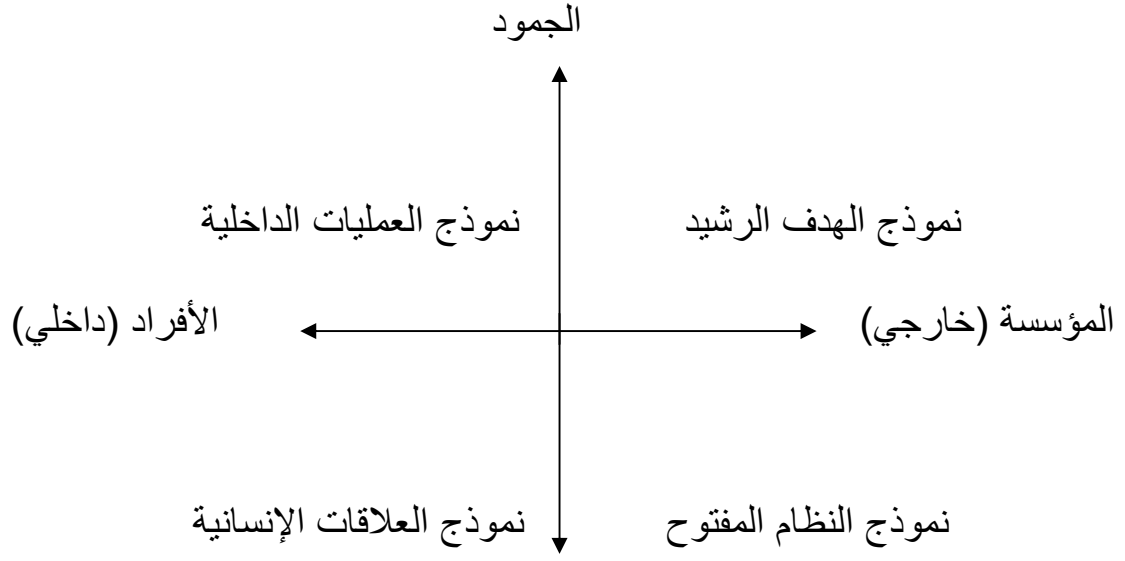 الجمود
نموذج الهدف الرشيد
نموذج العمليات الداخلية
المؤسسة (خارجي)
الأفراد (داخلي)
نموذج النظام المفتوح
نموذج العلاقات الإنسانية